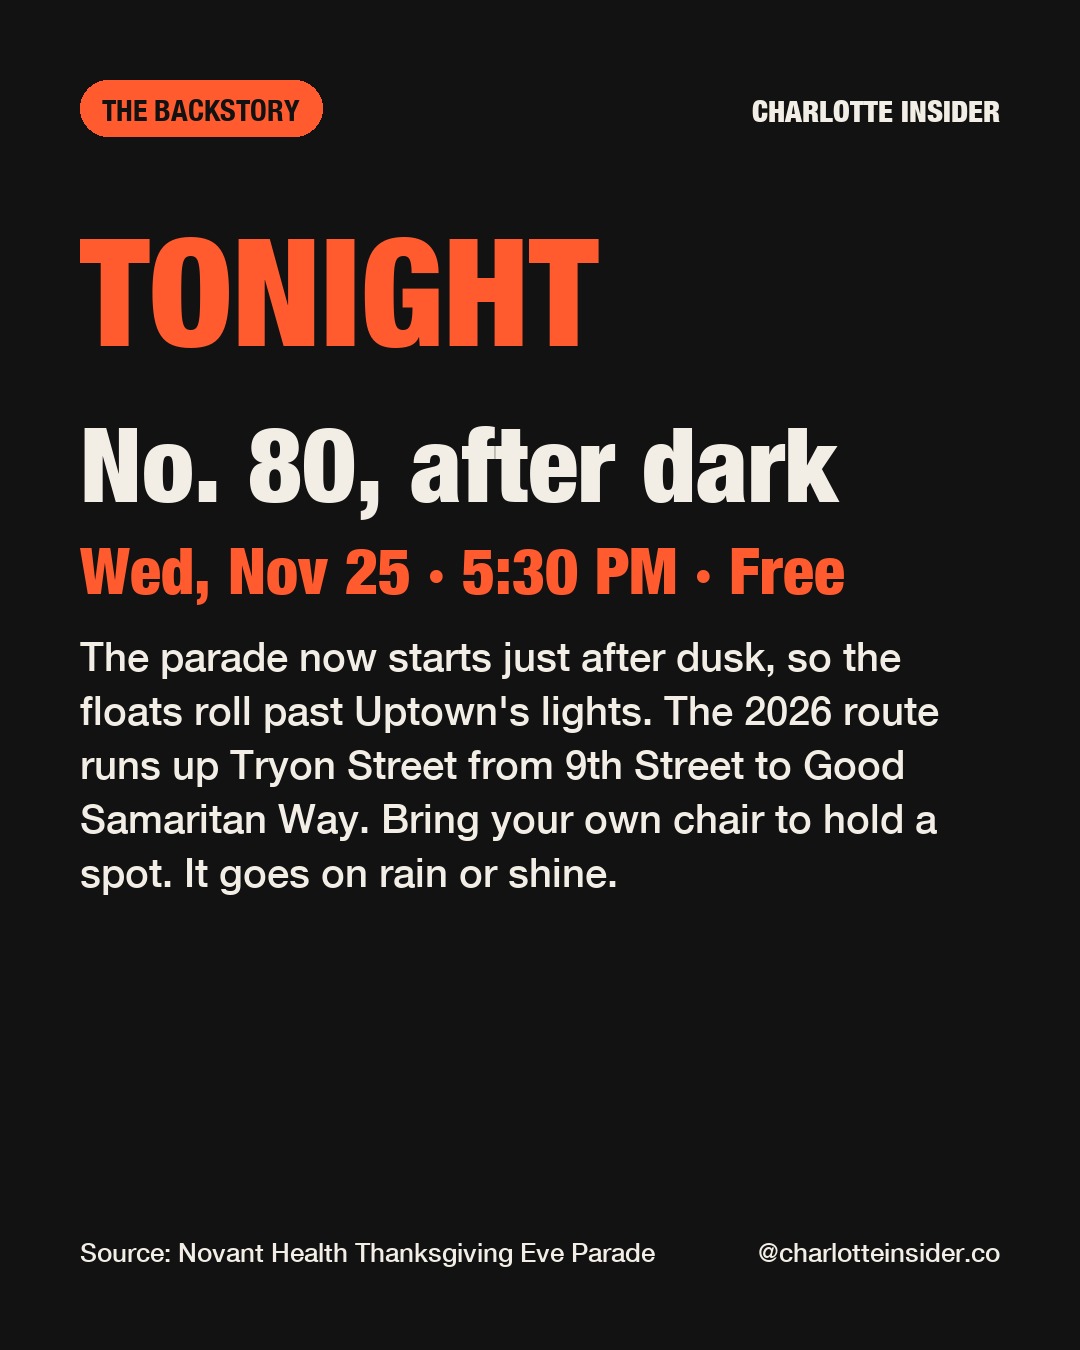 THE BACKSTORY
CHARLOTTE INSIDER
TONIGHT
No. 80, after dark
Wed, Nov 25 · 5:30 PM · Free
The parade now starts just after dusk, so the
floats roll past Uptown's lights. The 2026 route
runs up Tryon Street from 9th Street to Good
Samaritan Way. Bring your own chair to hold a
spot. It goes on rain or shine.
Source: Novant Health Thanksgiving Eve Parade
@charlotteinsider.co